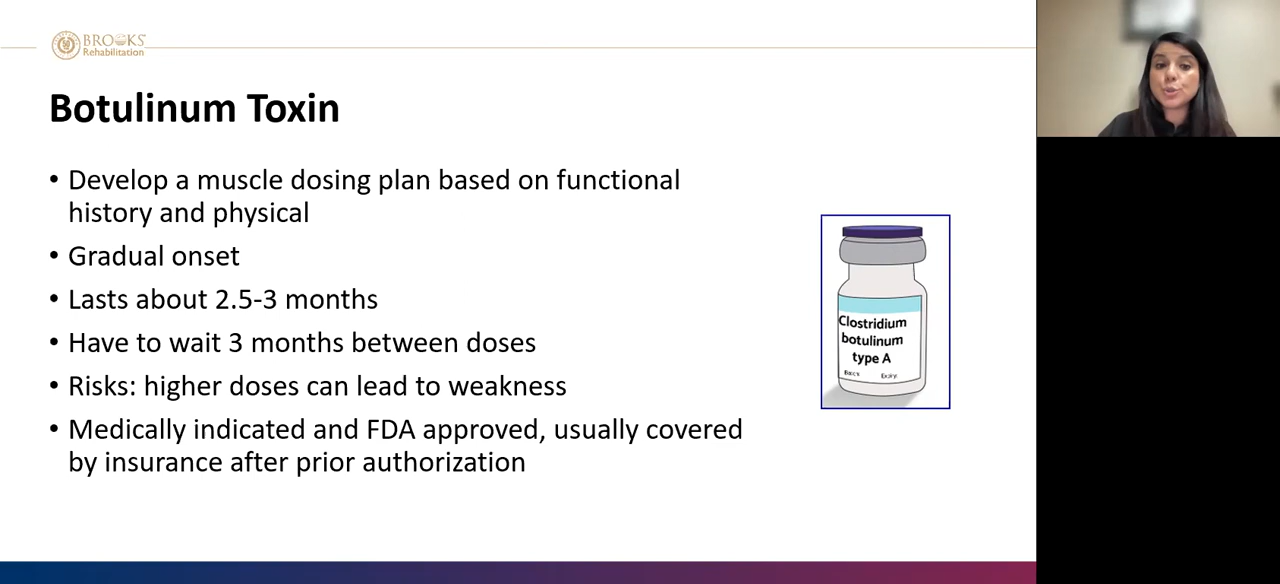 BROOKS
Rehabilitation
Botulinum Toxin
• Develop a muscle dosing plan based on functional
history and physical
• Gradual onset
• Lasts about 2.5-3 months
• Have to wait 3 months between doses
• Risks: higher doses can lead to weakness
• Medically indicated and FDA approved, usually covered
by insurance after prior authorization
Clostridium
botulinum
type A